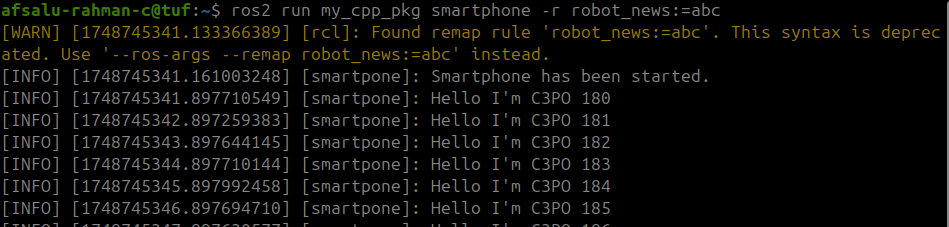 afsalu-rahman-c@tuf:~$ ros2 run my_cpp_pkg smartphone -r robot_news:=abc
[WARN] [1748745341.133366389] [rcl]: Found remap rule 'robot_news:=abc'. This syntax is deprec
ated. Use '--ros-args --remap robot_news:=abc' instead.
[INFO] [1748745341.161003248] [smartpone]: Smartphone has been started.
[INFO] [1748745341.897710549] [smartpone]: Hello I'm C3PO 180
[INFO] [1748745342.897259383] [smartpone]: Hello I'm C3PO 181
[INFO] [1748745343.897644145] [smartpone]: Hello I'm C3PO 182
[INFO] [1748745344.897710144] [smartpone]: Hello I'm C3PO 183
[INFO] [1748745345.897992458] [smartpone]: Hello I'm C3PO 184
[INFO] [1748745346.897694710] [smartpone]: Hello I'm C3PO 185